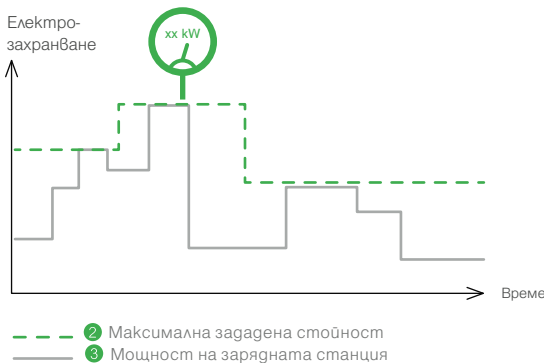 Електро-
захранване
xx kW
Време
2 Максимална зададена стойност
3 Мощност на зарядната станция